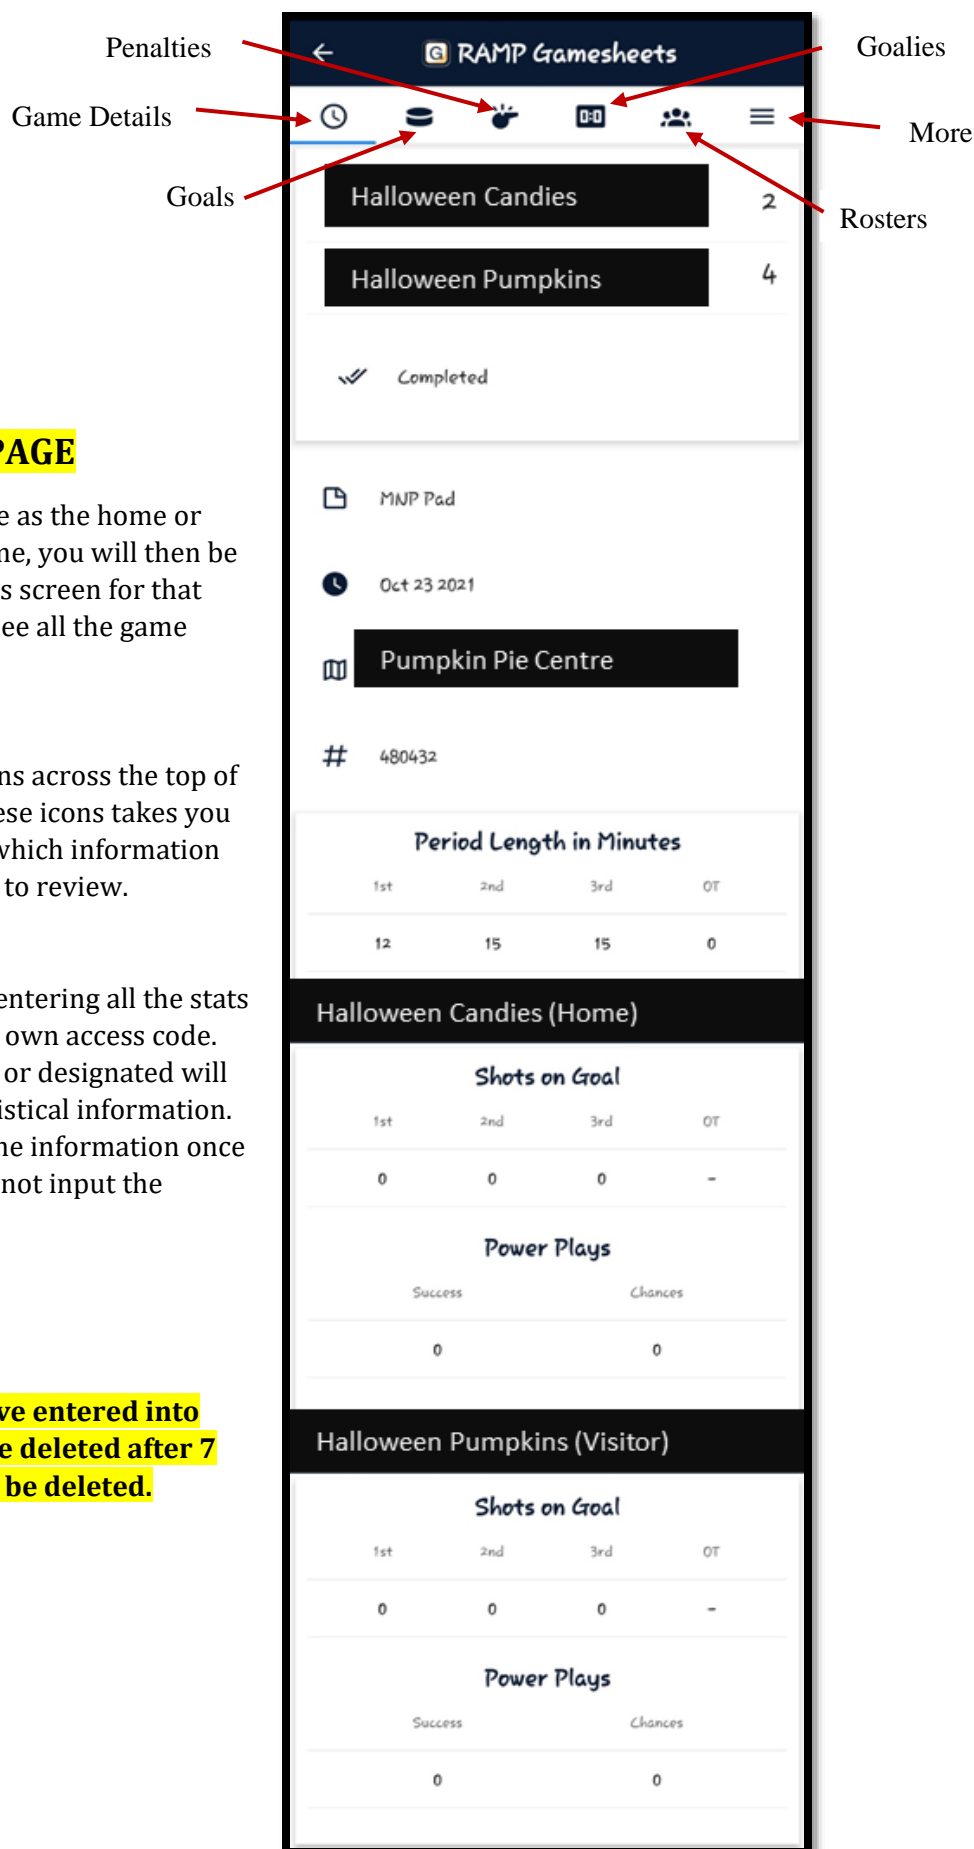 Penalties
Goalies
RAMP Gamesheets
Game Details
More
Goals
Rosters
Halloween Candies 2
Halloween Pumpkins 4
Completed
PAGE
e as the home or
ne, you will then be
s screen for that
ee all the game
ns across the top of
ese icons takes you
which information
to review.
entering all the stats
own access code.
or designated will
istical information.
he information once
not input the
ve entered into
e deleted after 7
be deleted.
MNP Pad
Oct 23 2021
Pumpkin Pie Centre
# 480432
Period Length in Minutes
1st 2nd 3rd OT
12 15 15 0
Halloween Candies (Home)
Shots on Goal
1st 2nd 3rd OT
0 0 0 -
Power Plays
Success Chances
0 0
Halloween Pumpkins (Visitor)
Shots on Goal
1st 2nd 3rd OT
0 0 0 -
Power Plays
Success Chances
0 0